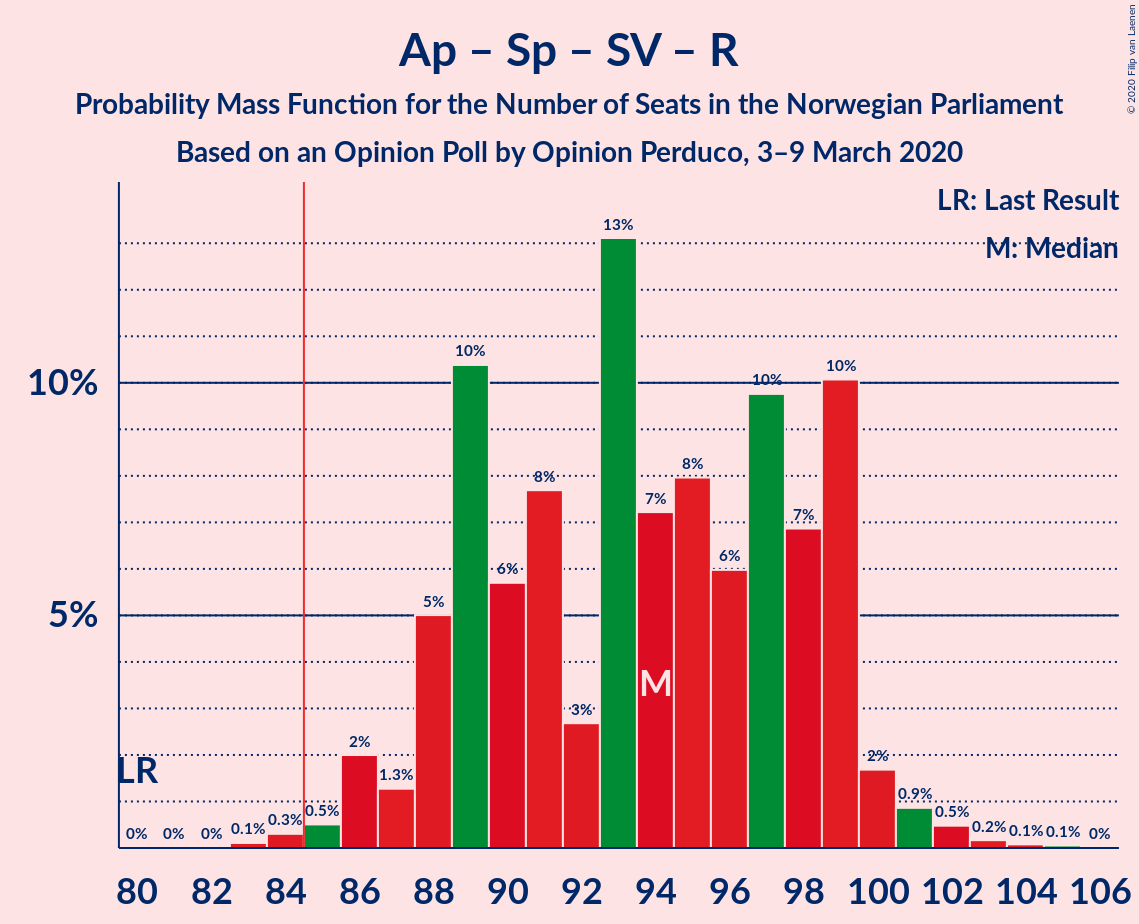 Ap – Sp – SV – R
Probability Mass Function for the Number of Seats in the Norwegian Parliament
Based on an Opinion Poll by Opinion Perduco, 3–9 March 2020
© 2020 Filip van Laenen
LR: Last Result
M: Median
10%
5%
LR
M
0% 0% 0% 0.1% 0.3% 0.5% 2% 1.3% 5% 10% 6% 8% 3% 13% 7% 8% 6% 10% 7% 10% 2% 0.9% 0.5% 0.2% 0.1% 0.1% 0%
80 82 84 86 88 90 92 94 96 98 100 102 104 106